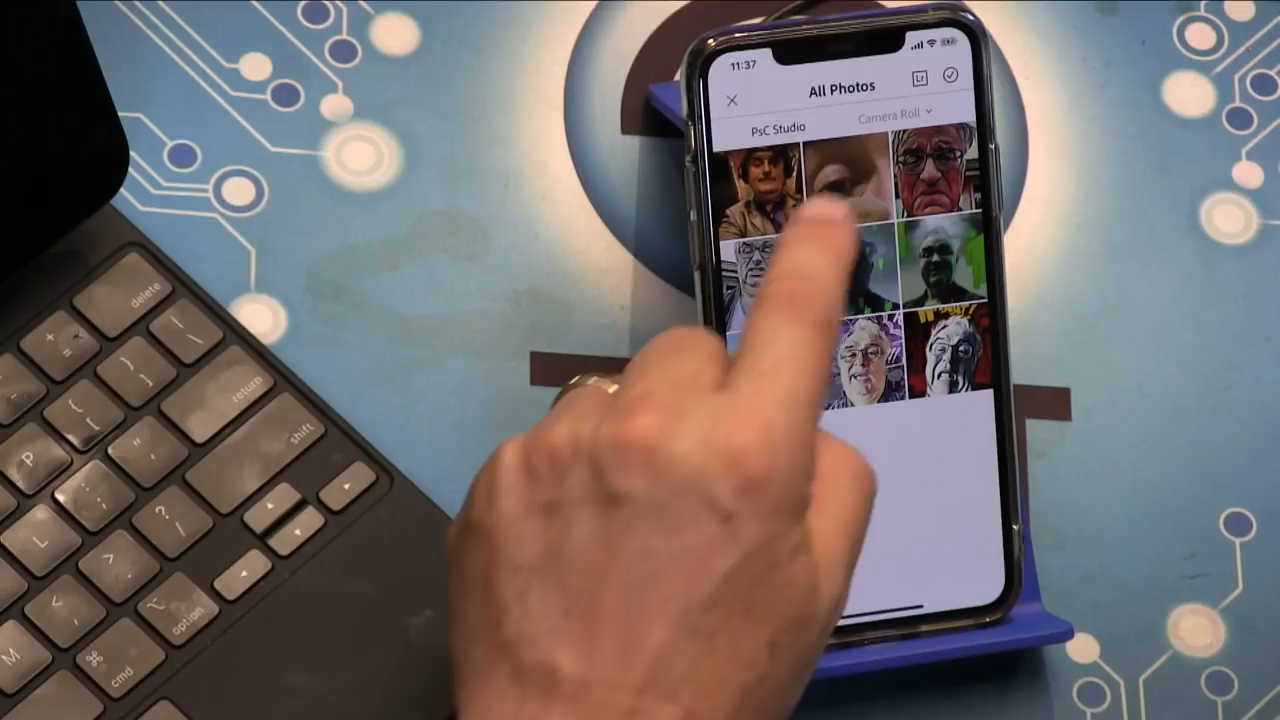 11:37
All Photos
Lr
PsC Studio
Camera Roll
delete
+
=
|
\
}
]
return
{
[
P
"
'
shift
:
;
?
/
L
>
.
<
,
option
M
⌘
cmd